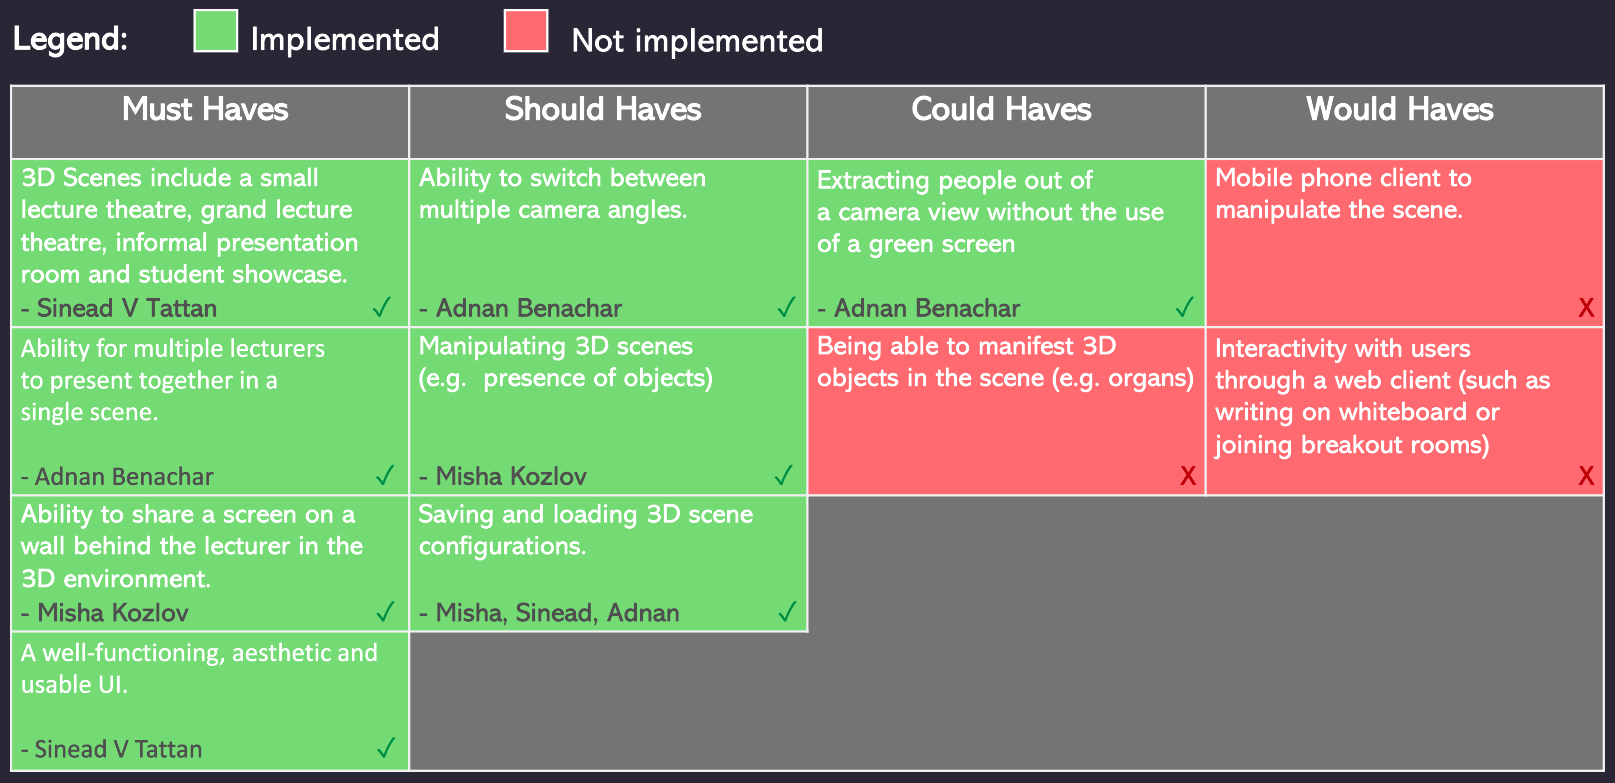 Legend:
Implemented
Not implemented
Must Haves
Should Haves
Could Haves
Would Haves
3D Scenes include a small
lecture theatre, grand lecture
theatre, informal presentation
room and student showcase.
- Sinead V Tattan ✓
Ability to switch between
multiple camera angles.
- Adnan Benachar ✓
Extracting people out of
a camera view without the use
of a green screen
- Adnan Benachar ✓
Mobile phone client to
manipulate the scene.
X
Ability for multiple lecturers
to present together in a
single scene.
- Adnan Benachar ✓
Manipulating 3D scenes
(e.g.  presence of objects)
- Misha Kozlov ✓
Being able to manifest 3D
objects in the scene (e.g. organs)
X
Interactivity with users
through a web client (such as
writing on whiteboard or
joining breakout rooms)
X
Ability to share a screen on a
wall behind the lecturer in the
3D environment.
- Misha Kozlov ✓
Saving and loading 3D scene
configurations.
- Misha, Sinead, Adnan ✓
A well-functioning, aesthetic and
usable UI.
- Sinead V Tattan ✓